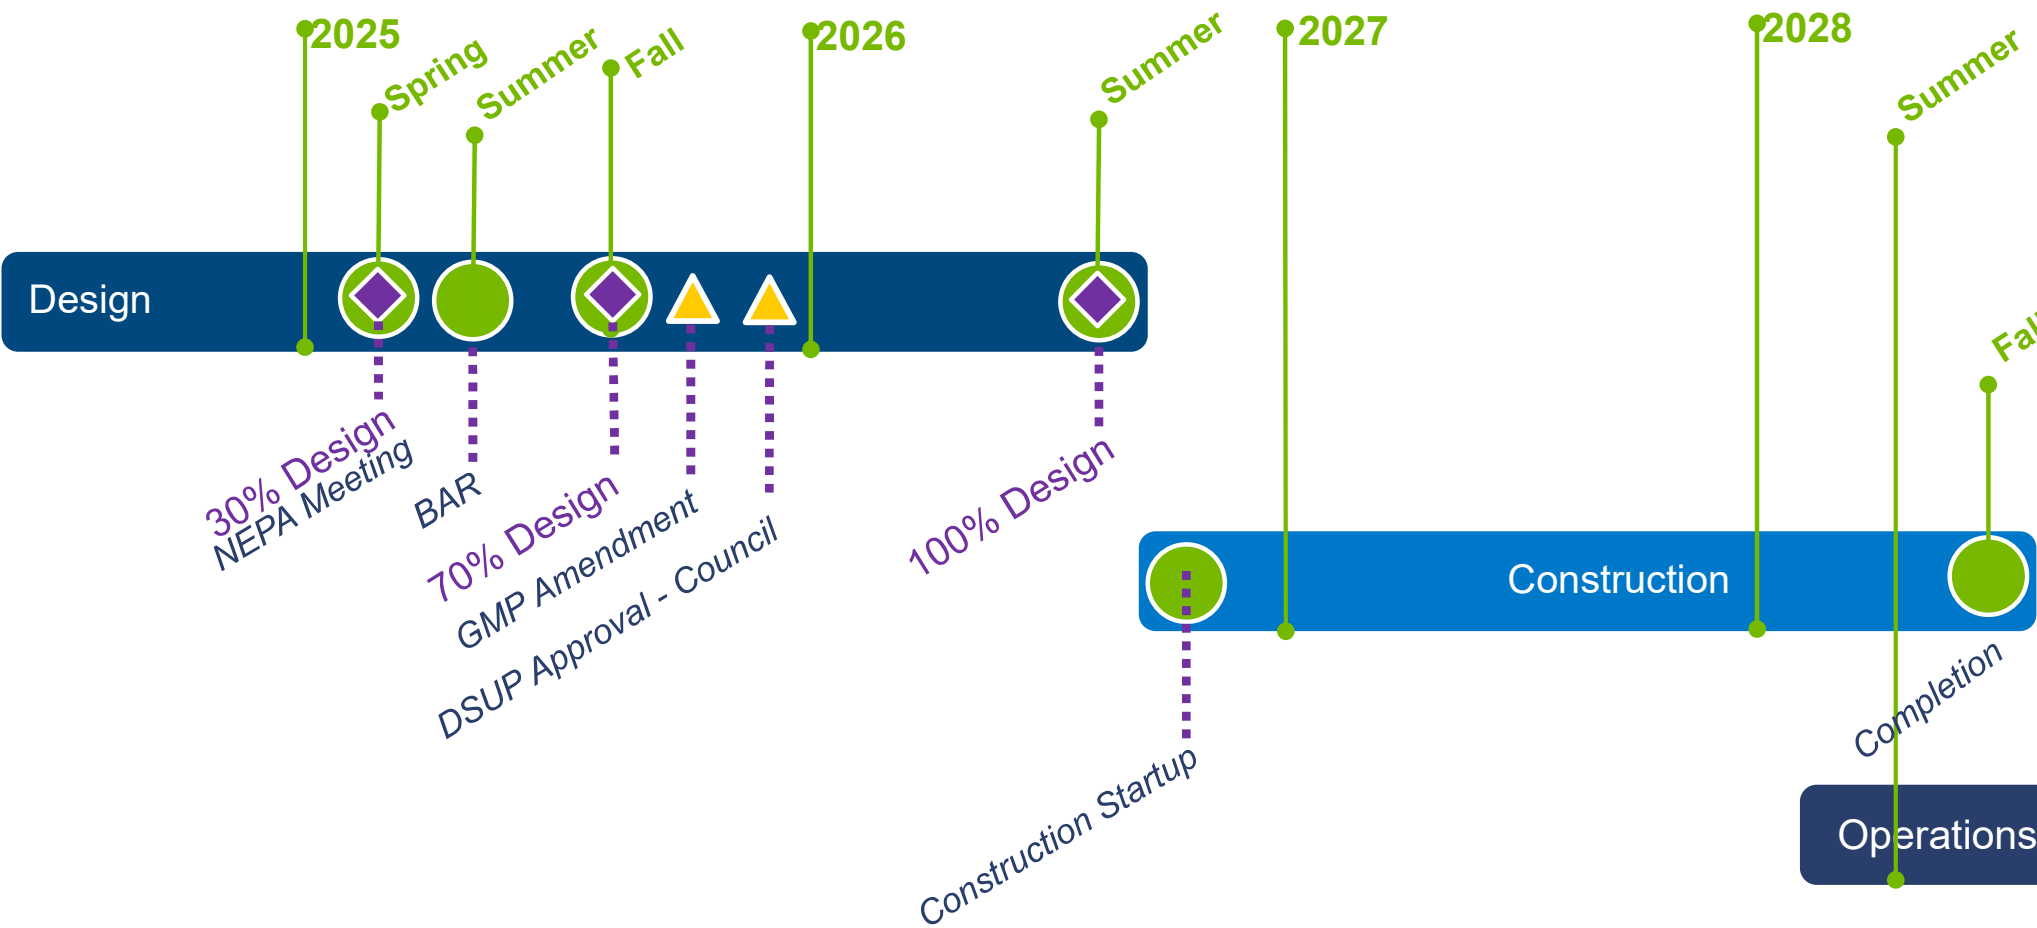 2025
2026
2027
2028
Spring
Summer
Fall
Summer
Summer
Design
30% Design
NEPA Meeting
BAR
70% Design
GMP Amendment
DSUP Approval - Council
100% Design
Fall
Construction
Construction Startup
Completion
Operations